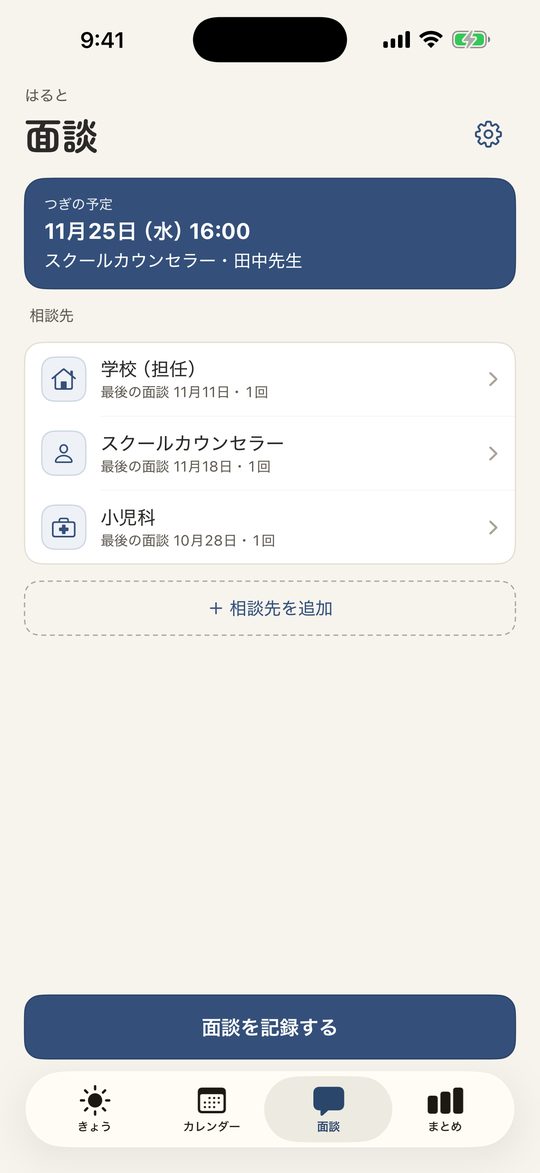 9:41
はると
面談
つぎの予定
11月25日（水）16:00
スクールカウンセラー・田中先生
相談先
学校（担任）
最後の面談 11月11日・1回
スクールカウンセラー
最後の面談 11月18日・1回
小児科
最後の面談 10月28日・1回
＋ 相談先を追加
面談を記録する
きょう
カレンダー
面談
まとめ